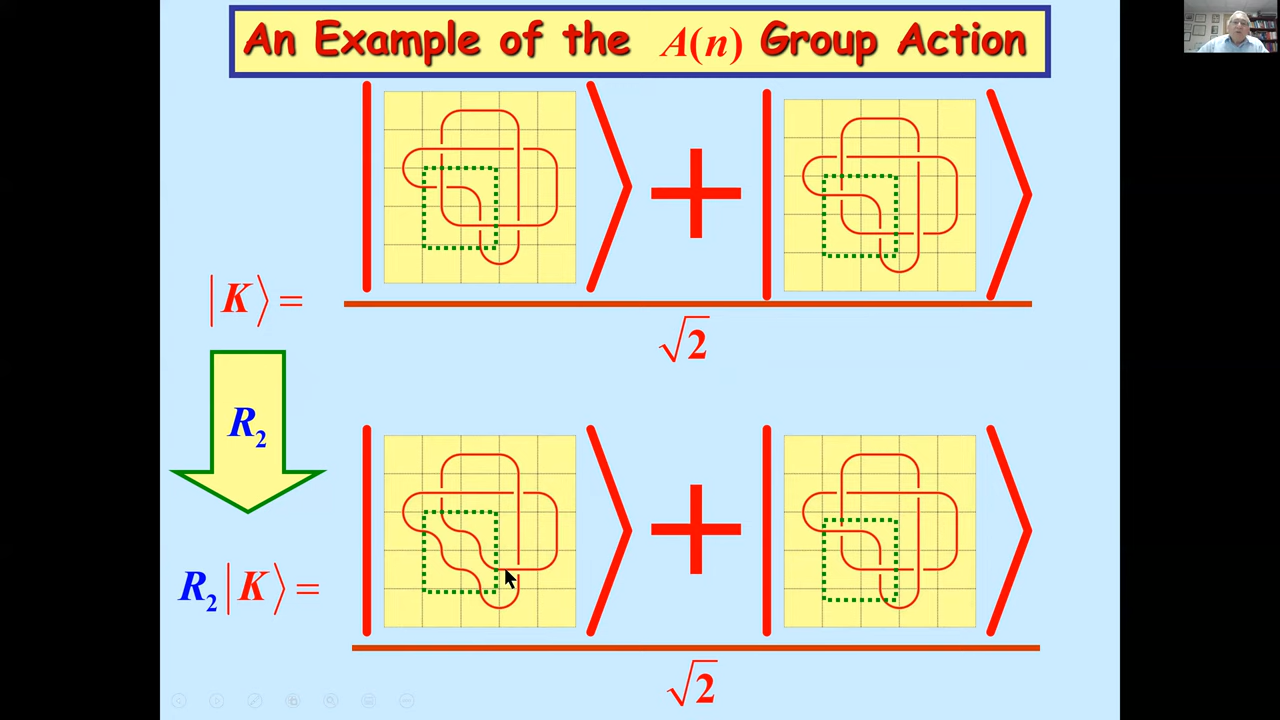 An Example of the A(n) Group Action
|K⟩ =
+
√2
R₂
R₂|K⟩ =
+
√2